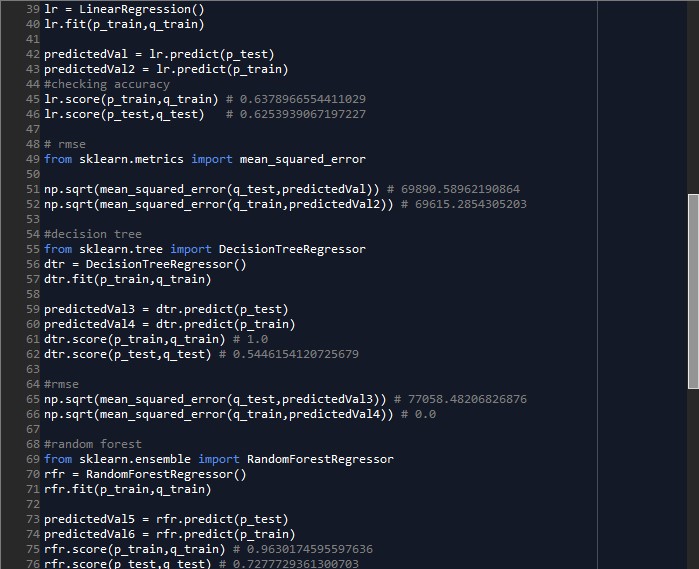 39 lr = LinearRegression()
40 lr.fit(p_train,q_train)
41
42 predictedVal = lr.predict(p_test)
43 predictedVal2 = lr.predict(p_train)
44 #checking accuracy
45 lr.score(p_train,q_train) # 0.6378966554411029
46 lr.score(p_test,q_test)   # 0.6253939067197227
47
48 # rmse
49 from sklearn.metrics import mean_squared_error
50
51 np.sqrt(mean_squared_error(q_test,predictedVal)) # 69890.58962190864
52 np.sqrt(mean_squared_error(q_train,predictedVal2)) # 69615.2854305203
53
54 #decision tree
55 from sklearn.tree import DecisionTreeRegressor
56 dtr = DecisionTreeRegressor()
57 dtr.fit(p_train,q_train)
58
59 predictedVal3 = dtr.predict(p_test)
60 predictedVal4 = dtr.predict(p_train)
61 dtr.score(p_train,q_train) # 1.0
62 dtr.score(p_test,q_test) # 0.5446154120725679
63
64 #rmse
65 np.sqrt(mean_squared_error(q_test,predictedVal3)) # 77058.48206826876
66 np.sqrt(mean_squared_error(q_train,predictedVal4)) # 0.0
67
68 #random forest
69 from sklearn.ensemble import RandomForestRegressor
70 rfr = RandomForestRegressor()
71 rfr.fit(p_train,q_train)
72
73 predictedVal5 = rfr.predict(p_test)
74 predictedVal6 = rfr.predict(p_train)
75 rfr.score(p_train,q_train) # 0.9630174595597636
76 rfr.score(p_test,q_test) # 0.7277729361300703